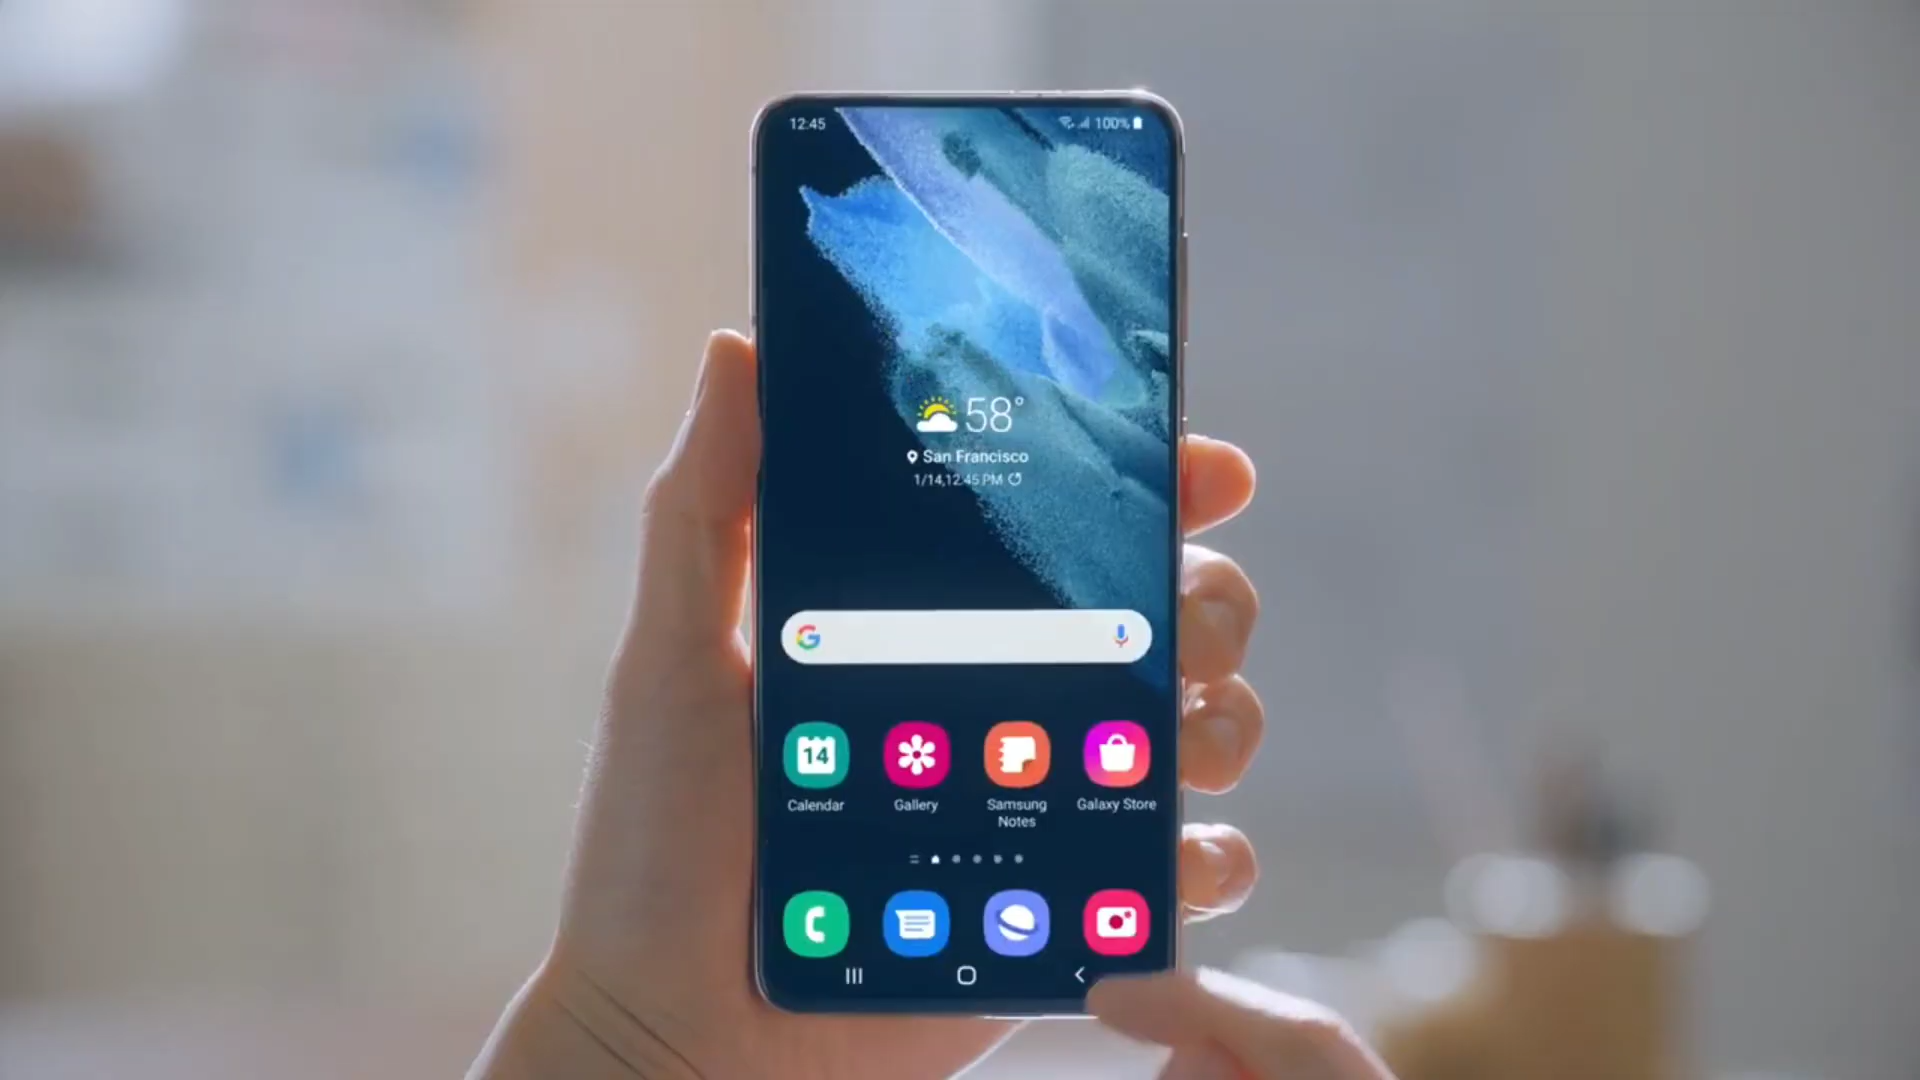 12:45
100%
58°
San Francisco
1/14,12:45 PM
G
14
Calendar
Gallery
Samsung
Notes
Galaxy Store